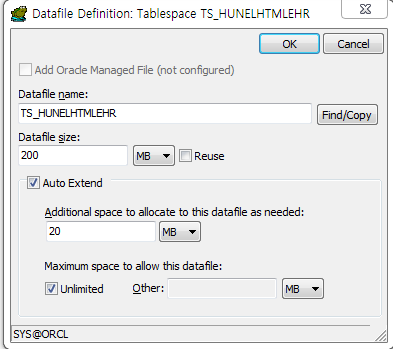 Datafile Definition: Tablespace TS_HUNELHTMLEHR
OK Cancel
Add Oracle Managed File (not configured)
Datafile name:
TS_HUNELHTMLEHR Find/Copy
Datafile size:
200 MB Reuse
Auto Extend
Additional space to allocate to this datafile as needed:
20 MB
Maximum space to allow this datafile:
Unlimited Other: MB
SYS@ORCL